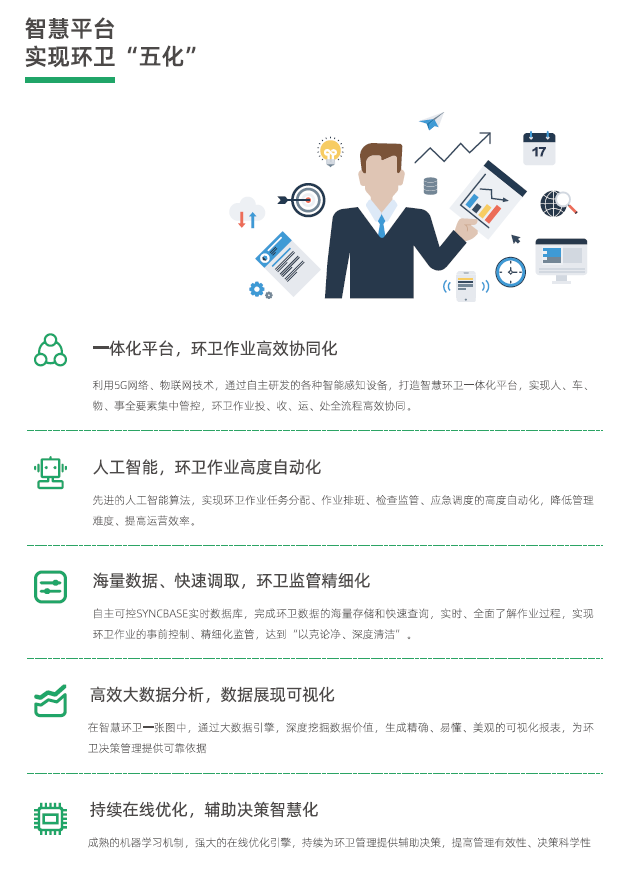 智慧平台
实现环卫“五化”
17
一体化平台，环卫作业高效协同化
利用5G网络、物联网技术，通过自主研发的各种智能感知设备，打造智慧环卫一体化平台，实现人、车、
物、事全要素集中管控，环卫作业投、收、运、处全流程高效协同。
人工智能，环卫作业高度自动化
先进的人工智能算法，实现环卫作业任务分配、作业排班、检查监管、应急调度的高度自动化，降低管理
难度、提高运营效率。
海量数据、快速调取，环卫监管精细化
自主可控SYNCBASE实时数据库，完成环卫数据的海量存储和快速查询，实时、全面了解作业过程，实现
环卫作业的事前控制、精细化监管，达到“以克论净、深度清洁”。
高效大数据分析，数据展现可视化
在智慧环卫一张图中，通过大数据引擎，深度挖掘数据价值，生成精确、易懂、美观的可视化报表，为环
卫决策管理提供可靠依据
持续在线优化，辅助决策智慧化
成熟的机器学习机制，强大的在线优化引擎，持续为环卫管理提供辅助决策，提高管理有效性、决策科学性